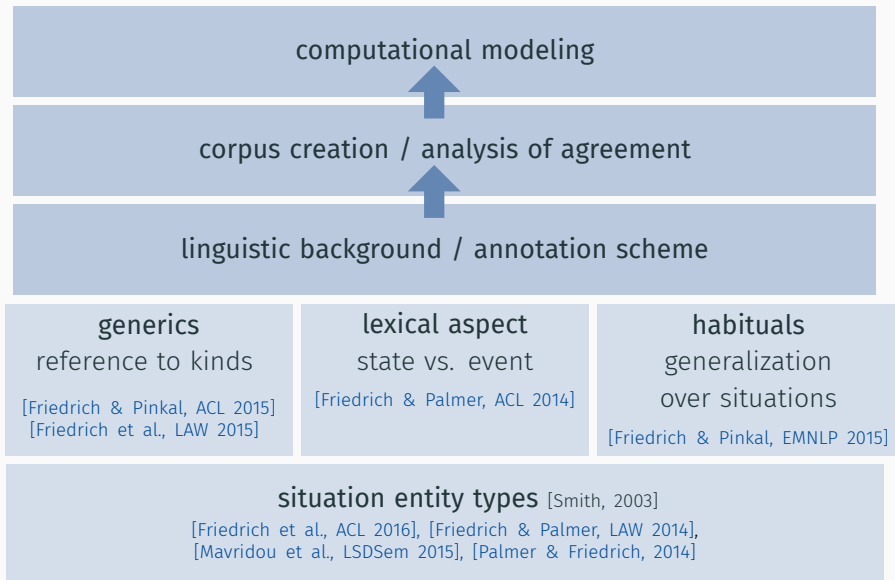 computational modeling
corpus creation / analysis of agreement
linguistic background / annotation scheme
generics
reference to kinds
[Friedrich & Pinkal, ACL 2015]
[Friedrich et al., LAW 2015]
lexical aspect
state vs. event
[Friedrich & Palmer, ACL 2014]
habituals
generalization
over situations
[Friedrich & Pinkal, EMNLP 2015]
situation entity types [Smith, 2003]
[Friedrich et al., ACL 2016], [Friedrich & Palmer, LAW 2014],
[Mavridou et al., LSDSem 2015], [Palmer & Friedrich, 2014]